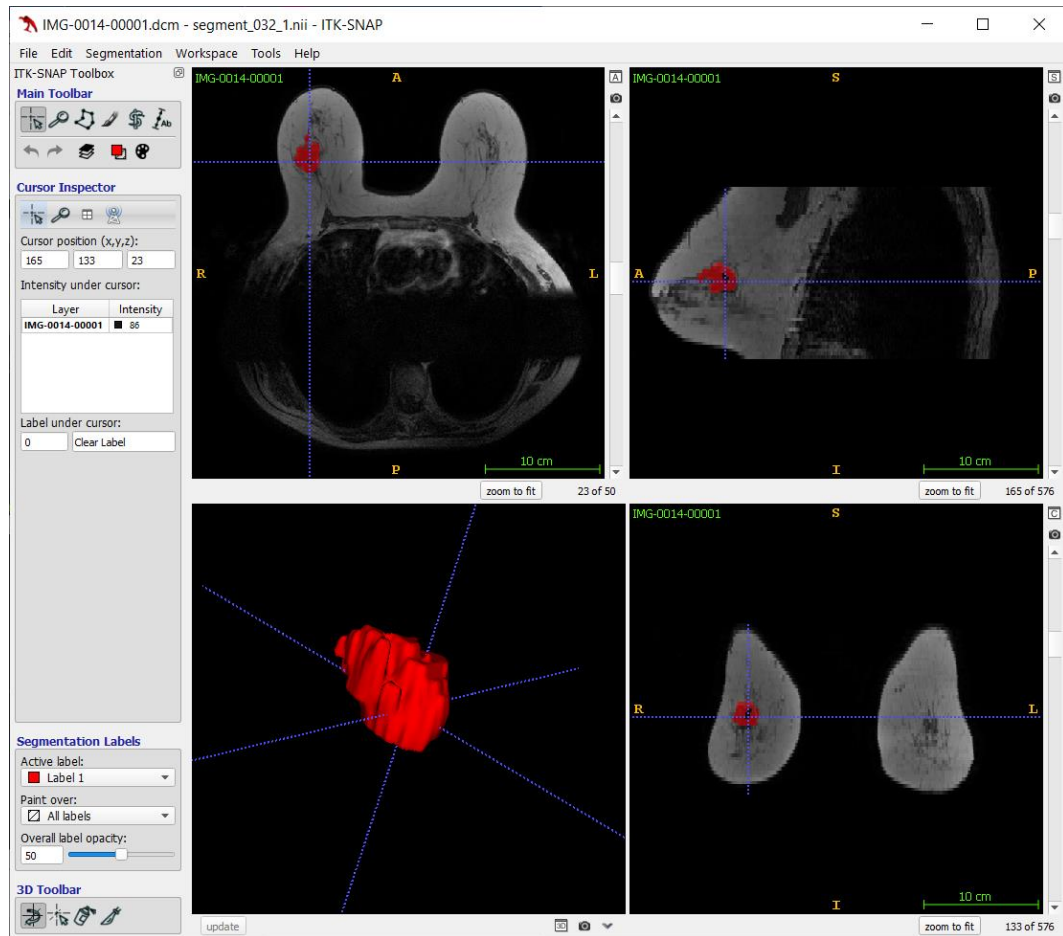 IMG-0014-00001.dcm - segment_032_1.nii - ITK-SNAP
File Edit Segmentation Workspace Tools Help
ITK-SNAP Toolbox
Main Toolbar
Ab
Cursor Inspector
Cursor position (x,y,z):
165 133 23
Intensity under cursor:
Layer Intensity
IMG-0014-00001 86
Label under cursor:
0 Clear Label
Segmentation Labels
Active label:
Label 1
Paint over:
All labels
Overall label opacity:
50
3D Toolbar
IMG-0014-00001
A
R
L
P
10 cm
A
zoom to fit 23 of 50
IMG-0014-00001
S
A
P
I
10 cm
S
zoom to fit 165 of 576
update
3D
IMG-0014-00001
S
R
L
I
10 cm
C
zoom to fit 133 of 576